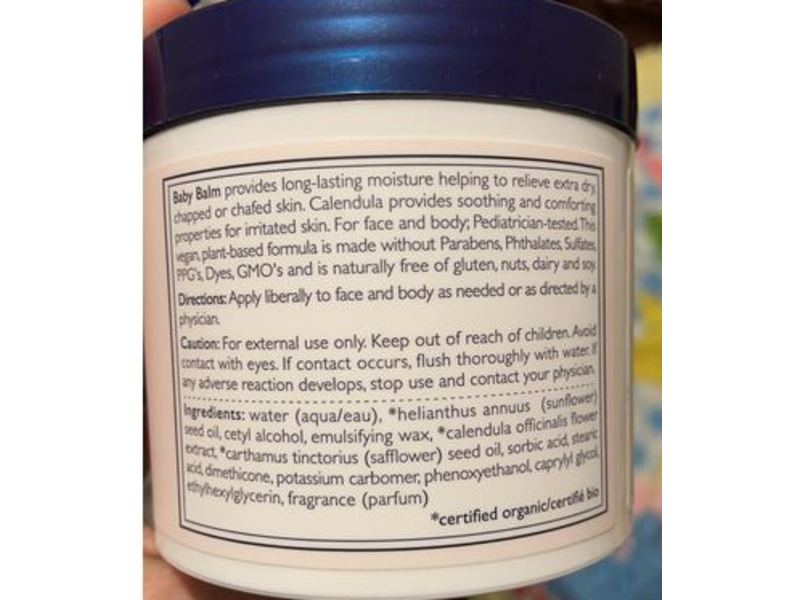 Baby Balm provides long-lasting moisture helping to relieve extra dry,
chapped or chafed skin. Calendula provides soothing and comforting
properties for irritated skin. For face and body; Pediatrician-tested. This
vegan, plant-based formula is made without Parabens, Phthalates, Sulfates,
PPG's, Dyes, GMO's and is naturally free of gluten, nuts, dairy and soy.
Directions: Apply liberally to face and body as needed or as directed by a
physician.
Caution: For external use only. Keep out of reach of children. Avoid
contact with eyes. If contact occurs, flush thoroughly with water. If
any adverse reaction develops, stop use and contact your physician.
Ingredients: water (aqua/eau), *helianthus annuus (sunflower)
seed oil, cetyl alcohol, emulsifying wax, *calendula officinalis flower
extract, *carthamus tinctorius (safflower) seed oil, sorbic acid, stearic
acid, dimethicone, potassium carbomer, phenoxyethanol, caprylyl glycol,
ethylhexylglycerin, fragrance (parfum)
*certified organic/certifié bio